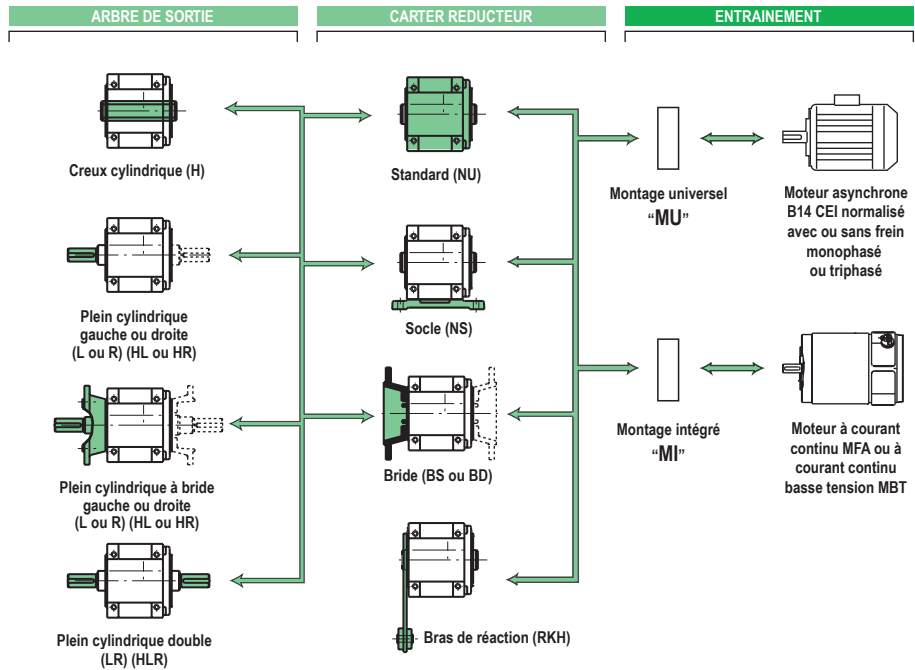 ARBRE DE SORTIE
CARTER REDUCTEUR
ENTRAINEMENT
Creux cylindrique (H)
Plein cylindrique
gauche ou droite
(L ou R) (HL ou HR)
Plein cylindrique à bride
gauche ou droite
(L ou R) (HL ou HR)
Plein cylindrique double
(LR) (HLR)
Standard (NU)
Socle (NS)
Bride (BS ou BD)
Bras de réaction (RKH)
Montage universel
“MU”
Montage intégré
“MI”
Moteur asynchrone
B14 CEI normalisé
avec ou sans frein
monophasé
ou triphasé
Moteur à courant
continu MFA ou à
courant continu
basse tension MBT